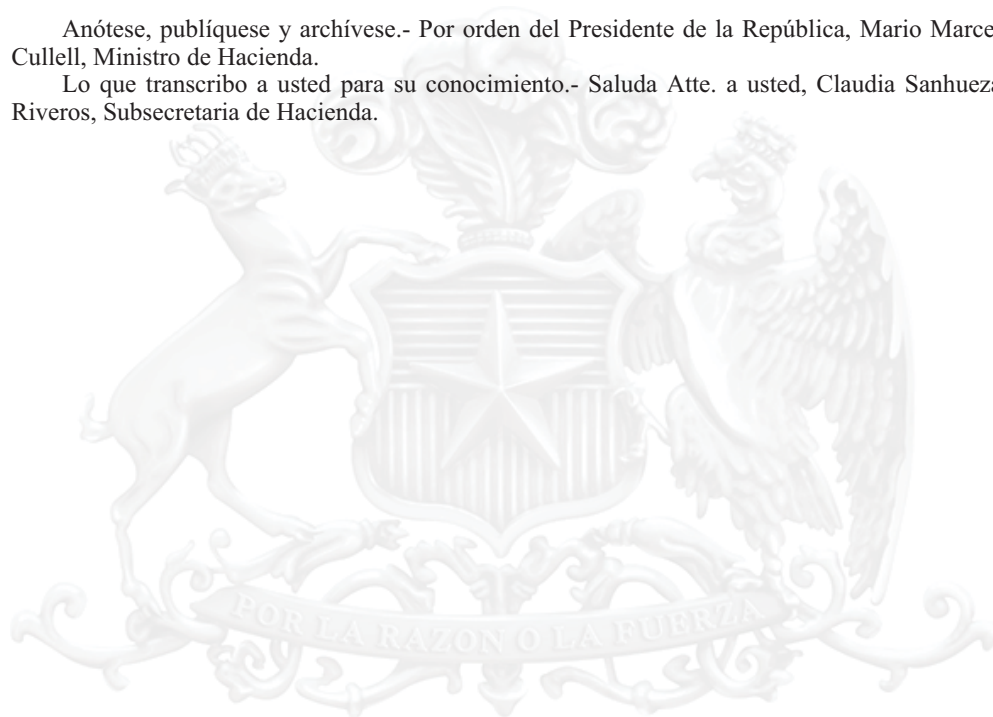 Anótese, publíquese y archívese.- Por orden del Presidente de la República, Mario Marce
Cullell, Ministro de Hacienda.
Lo que transcribo a usted para su conocimiento.- Saluda Atte. a usted, Claudia Sanhueza
Riveros, Subsecretaria de Hacienda.
POR LA RAZON O LA FUERZA